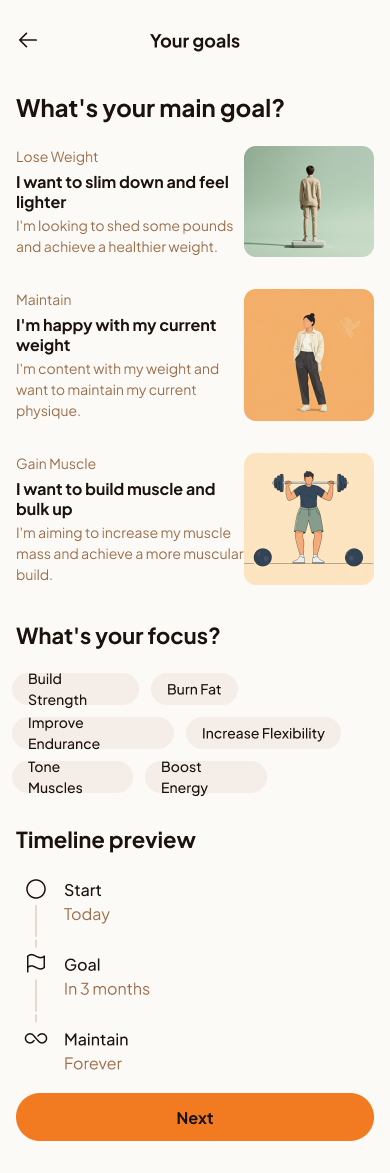 Your goals
What's your main goal?
Lose Weight
I want to slim down and feel
lighter
I'm looking to shed some pounds
and achieve a healthier weight.
Maintain
I'm happy with my current
weight
I'm content with my weight and
want to maintain my current
physique.
Gain Muscle
I want to build muscle and
bulk up
I'm aiming to increase my muscle
mass and achieve a more muscular
build.
What's your focus?
Build
Strength
Burn Fat
Improve
Endurance
Increase Flexibility
Tone
Muscles
Boost
Energy
Timeline preview
Start
Today
Goal
In 3 months
Maintain
Forever
Next